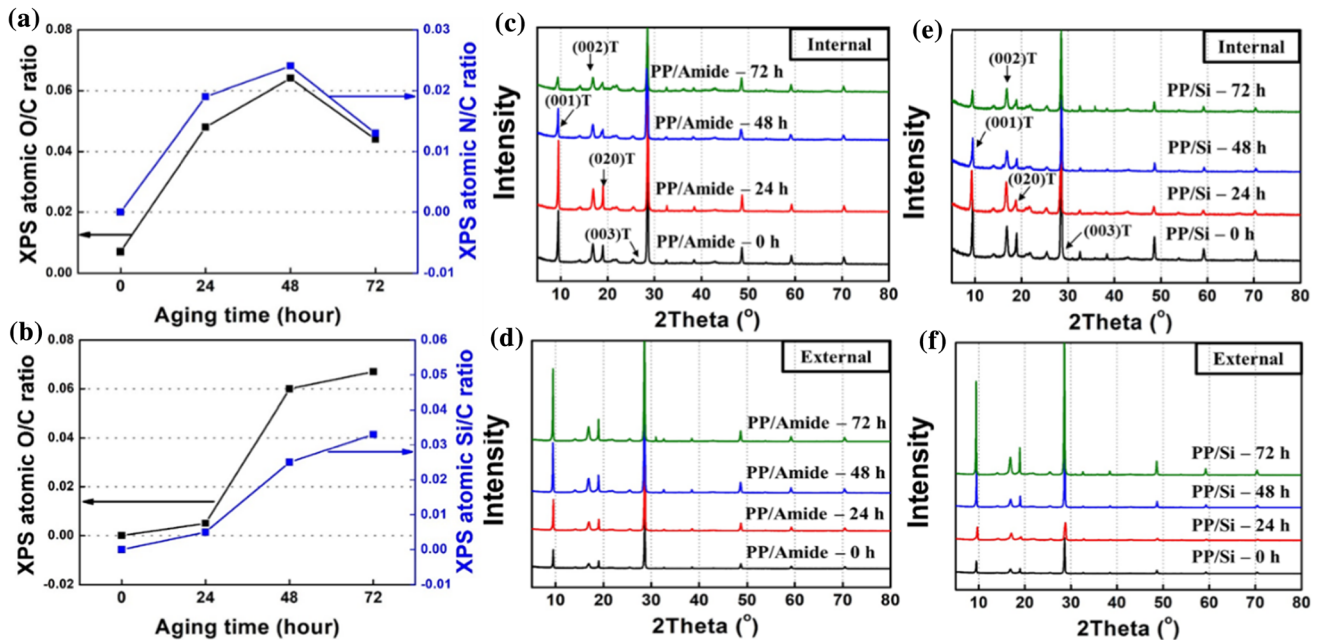 (a)
0.08
0.06
0.04
0.02
0.00
XPS atomic O/C ratio
0.03
0.02
0.01
0.00
-0.01
XPS atomic N/C ratio
0 24 48 72
Aging time (hour)
(b)
0.08
0.06
0.04
0.02
0.00
-0.02
XPS atomic O/C ratio
0.06
0.05
0.04
0.03
0.02
0.01
0.00
-0.01
XPS atomic Si/C ratio
0 24 48 72
Aging time (hour)
(c)
Internal
(002)T
PP/Amide – 72 h
(001)T
PP/Amide – 48 h
(020)T
PP/Amide – 24 h
(003)T
PP/Amide – 0 h
Intensity
10 20 30 40 50 60 70 80
2Theta (°)
(d)
External
PP/Amide – 72 h
PP/Amide – 48 h
PP/Amide – 24 h
PP/Amide – 0 h
Intensity
10 20 30 40 50 60 70 80
2Theta (°)
(e)
Internal
(002)T
PP/Si – 72 h
(001)T
PP/Si – 48 h
(020)T
PP/Si – 24 h
(003)T
PP/Si – 0 h
Intensity
10 20 30 40 50 60 70 80
2Theta (°)
(f)
External
PP/Si – 72 h
PP/Si – 48 h
PP/Si – 24 h
PP/Si – 0 h
Intensity
10 20 30 40 50 60 70 80
2Theta (°)